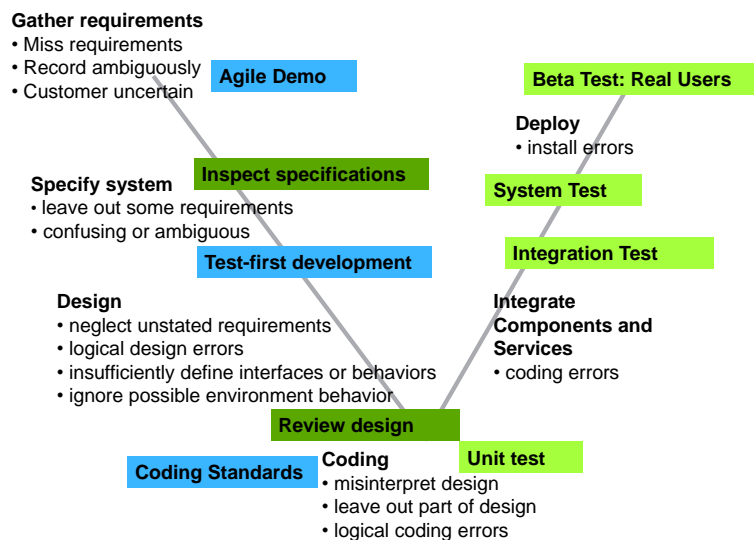 Gather requirements
• Miss requirements
• Record ambiguously
• Customer uncertain
Agile Demo
Beta Test: Real Users
Deploy
• install errors
Inspect specifications
System Test
Specify system
• leave out some requirements
• confusing or ambiguous
Test-first development
Integration Test
Design
• neglect unstated requirements
• logical design errors
• insufficiently define interfaces or behaviors
• ignore possible environment behavior
Integrate
Components and
Services
• coding errors
Review design
Coding Standards
Coding
• misinterpret design
• leave out part of design
• logical coding errors
Unit test